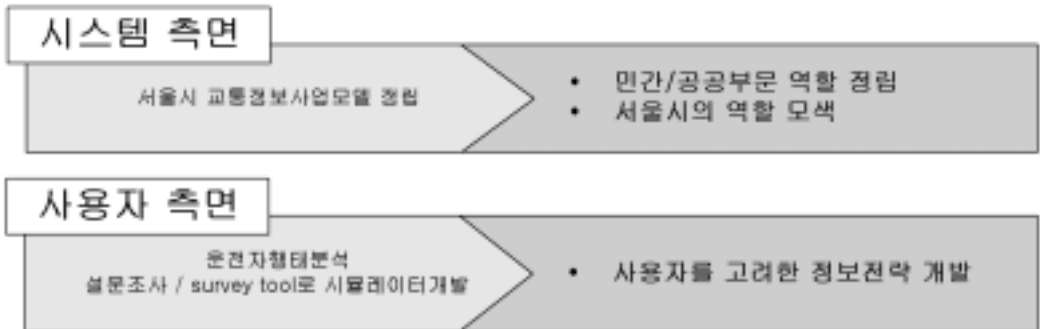 시스템 측면
서울시 교통정보사업모델 정립
• 민간/공공부문 역할 정립
• 서울시의 역할 모색
사용자 측면
운전자행태분석
설문조사 / survey tool로 시뮬레이터개발
• 사용자를 고려한 정보전략 개발